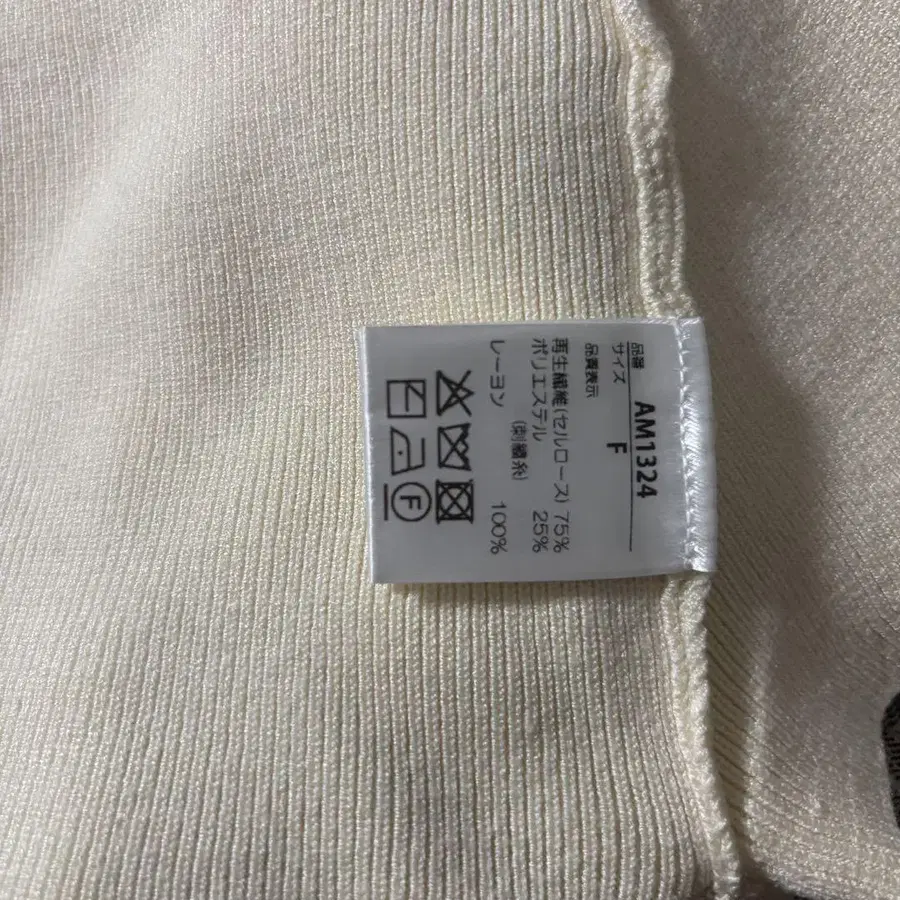 品番 AM1324
サイズ F
品質表示
再生繊維(セルロース) 75%
ポリエステル 25%
(刺繍糸)
レーヨン 100%
F